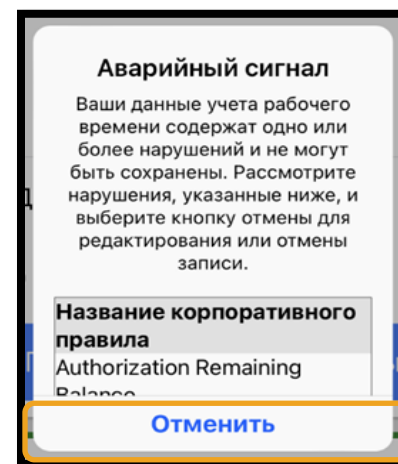 Аварийный сигнал
Ваши данные учета рабочего
времени содержат одно или
более нарушений и не могут
быть сохранены. Рассмотрите
нарушения, указанные ниже, и
выберите кнопку отмены для
редактирования или отмены
записи.
Название корпоративного
правила
Authorization Remaining
Balance
Отменить